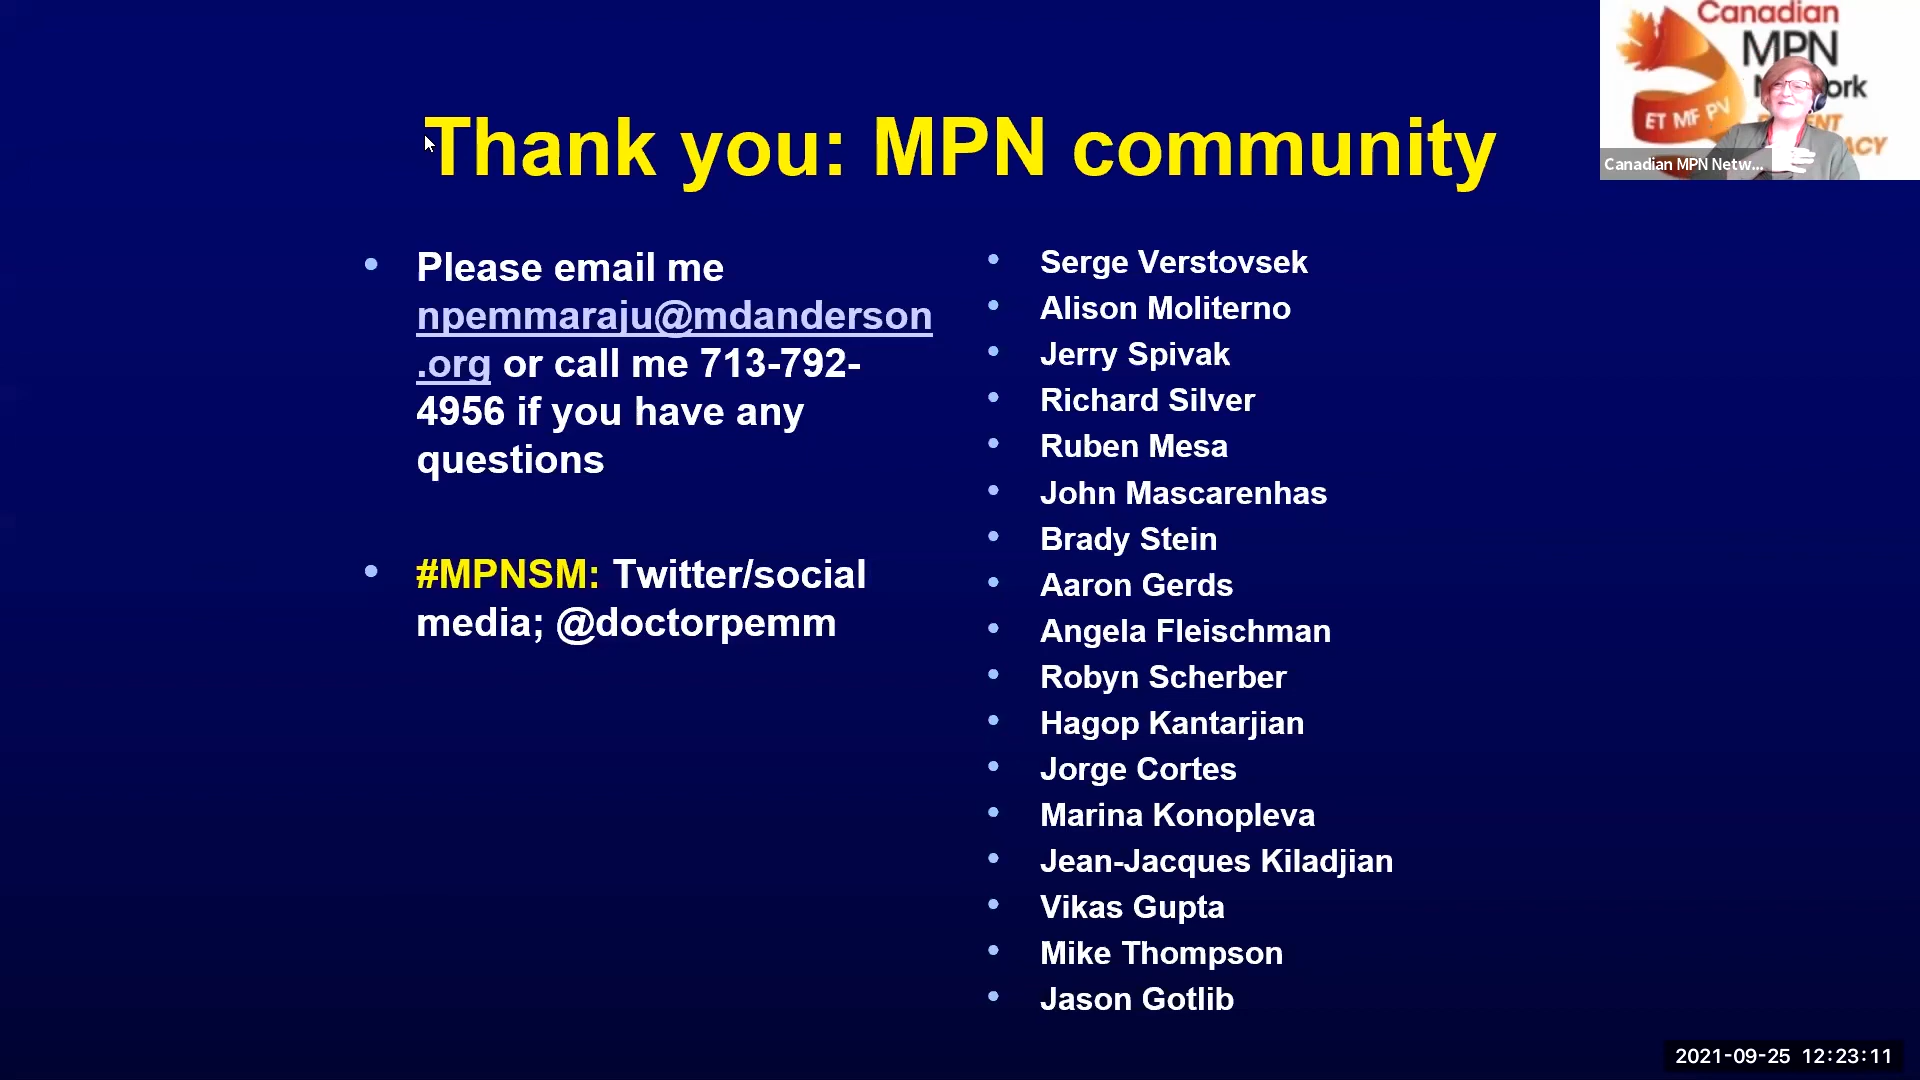 Thank you: MPN community
Please email me
npemmaraju@mdanderson
.org or call me 713-792-
4956 if you have any
questions
#MPNSM: Twitter/social
media; @doctorpemm
Serge Verstovsek
Alison Moliterno
Jerry Spivak
Richard Silver
Ruben Mesa
John Mascarenhas
Brady Stein
Aaron Gerds
Angela Fleischman
Robyn Scherber
Hagop Kantarjian
Jorge Cortes
Marina Konopleva
Jean-Jacques Kiladjian
Vikas Gupta
Mike Thompson
Jason Gotlib
Canadian
MPN
ET MF PV
Canadian MPN Netw...
2021-09-25 12:23:11